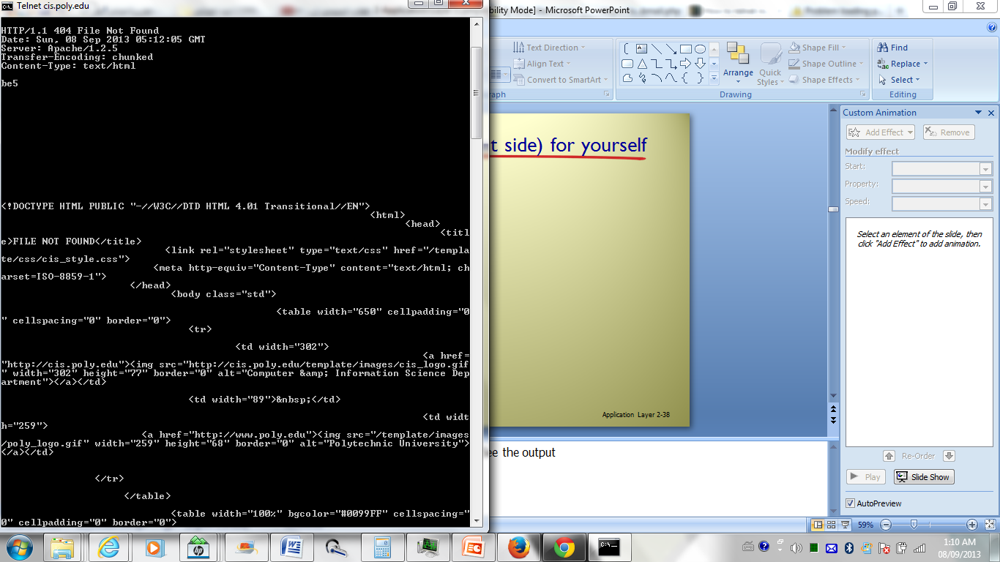 Telnet cis.poly.edu
HTTP/1.1 404 File Not Found
Date: Sun, 08 Sep 2013 05:12:05 GMT
Server: Apache/1.2.5
Transfer-Encoding: chunked
Content-Type: text/html
be5
<!DOCTYPE HTML PUBLIC "-//W3C//DTD HTML 4.01 Transitional//EN">
<html>
<head>
<titl
e>FILE NOT FOUND</title>
<link rel="stylesheet" type="text/css" href="/templa
te/css/cis_style.css">
<meta http-equiv="Content-Type" content="text/html; ch
arset=ISO-8859-1">
</head>
<body class="std">
<table width="650" cellpadding="0
" cellspacing="0" border="0">
<tr>
<td width="302">
<a href=
"http://cis.poly.edu"><img src="http://cis.poly.edu/template/images/cis_logo.gif
" width="302" height="77" border="0" alt="Computer &amp; Information Science Dep
artment"></a></td>
<td width="89">&nbsp;</td>
<td widt
h="259">
<a href="http://www.poly.edu"><img src="/template/images
/poly_logo.gif" width="259" height="68" border="0" alt="Polytechnic University">
</a></td>
</tr>
</table>
<table width="100%" bgcolor="#0099FF" cellspacing="
0" cellpadding="0" border="0">
bility Mode] - Microsoft PowerPoint
Text Direction
Align Text
Convert to SmartArt
raph
Arrange
Quick
Styles
Shape Fill
Shape Outline
Shape Effects
Drawing
Find
Replace
Select
Editing
t side) for yourself
Application Layer 2-38
ee the output
Custom Animation
Add Effect
Remove
Modify effect
Start:
Property:
Speed:
Select an element of the slide, then
click "Add Effect" to add animation.
Re-Order
Play
Slide Show
AutoPreview
59%
1:10 AM
08/09/2013